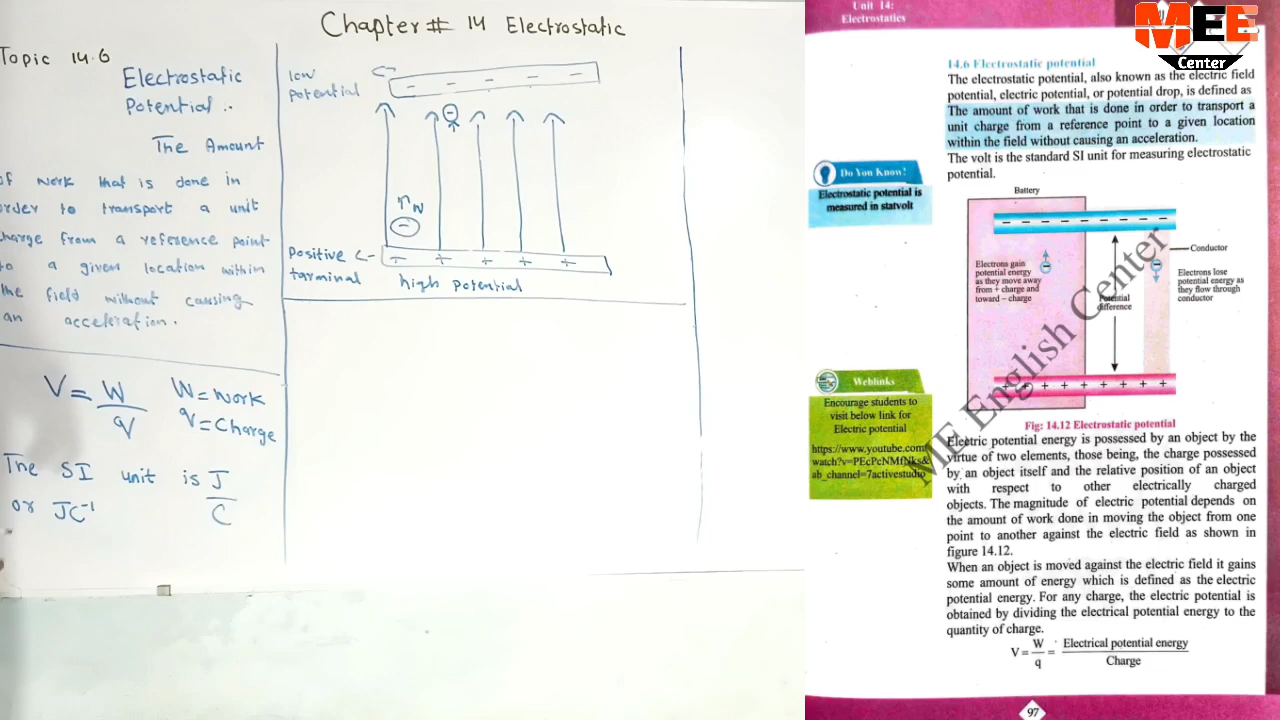 Chapter # 14 Electrostatic
Topic 14.6
Electrostatic
Potential :.
The Amount
of work that is done in
order to transport a unit
charge from a reference point
to a given location within
the field without causing
an acceleration.
V = W/q
W = work
q = Charge
The SI unit is J/C
or JC⁻¹
low
potential
- - - - -
-
n w
-
Positive
tarminal
+ + + + +
high Potential
Unit 14:
Electrostatics
MEE
Center
14.6 Electrostatic potential
The electrostatic potential, also known as the electric field
potential, electric potential, or potential drop, is defined as
The amount of work that is done in order to transport a
unit charge from a reference point to a given location
within the field without causing an acceleration.
The volt is the standard SI unit for measuring electrostatic
potential.
Do You Know!
Electrostatic potential is
measured in statvolt
Battery
Conductor
Electrons gain
potential energy
as they move away
from + charge and
toward – charge
Potential
difference
Electrons lose
potential energy as
they flow through
conductor
ME English Center
Fig: 14.12 Electrostatic potential
Weblinks
Encourage students to
visit below link for
Electric potential
https://www.youtube.com/
watch?v=PEcPcNMfNks&
ab_channel=7activestudio
Electric potential energy is possessed by an object by the
virtue of two elements, those being, the charge possessed
by an object itself and the relative position of an object
with respect to other electrically charged
objects. The magnitude of electric potential depends on
the amount of work done in moving the object from one
point to another against the electric field as shown in
figure 14.12.
When an object is moved against the electric field it gains
some amount of energy which is defined as the electric
potential energy. For any charge, the electric potential is
obtained by dividing the electrical potential energy to the
quantity of charge.
V = W/q = Electrical potential energy/Charge
97